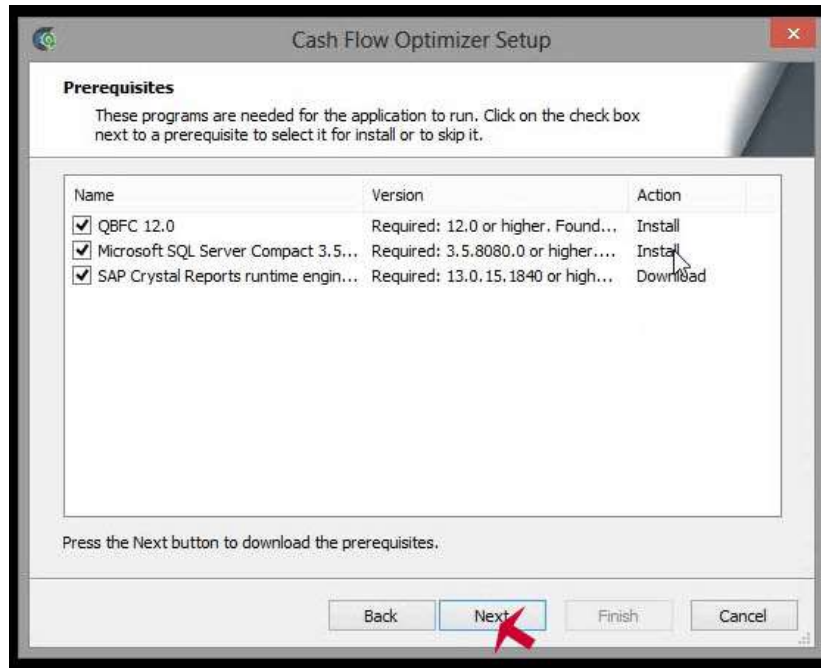 Cash Flow Optimizer Setup
Prerequisites
These programs are needed for the application to run. Click on the check box
next to a prerequisite to select it for install or to skip it.
Name Version Action
QBFC 12.0 Required: 12.0 or higher. Found... Install
Microsoft SQL Server Compact 3.5... Required: 3.5.8080.0 or higher.... Install
SAP Crystal Reports runtime engin... Required: 13.0.15.1840 or high... Download
Press the Next button to download the prerequisites.
Back Next Finish Cancel